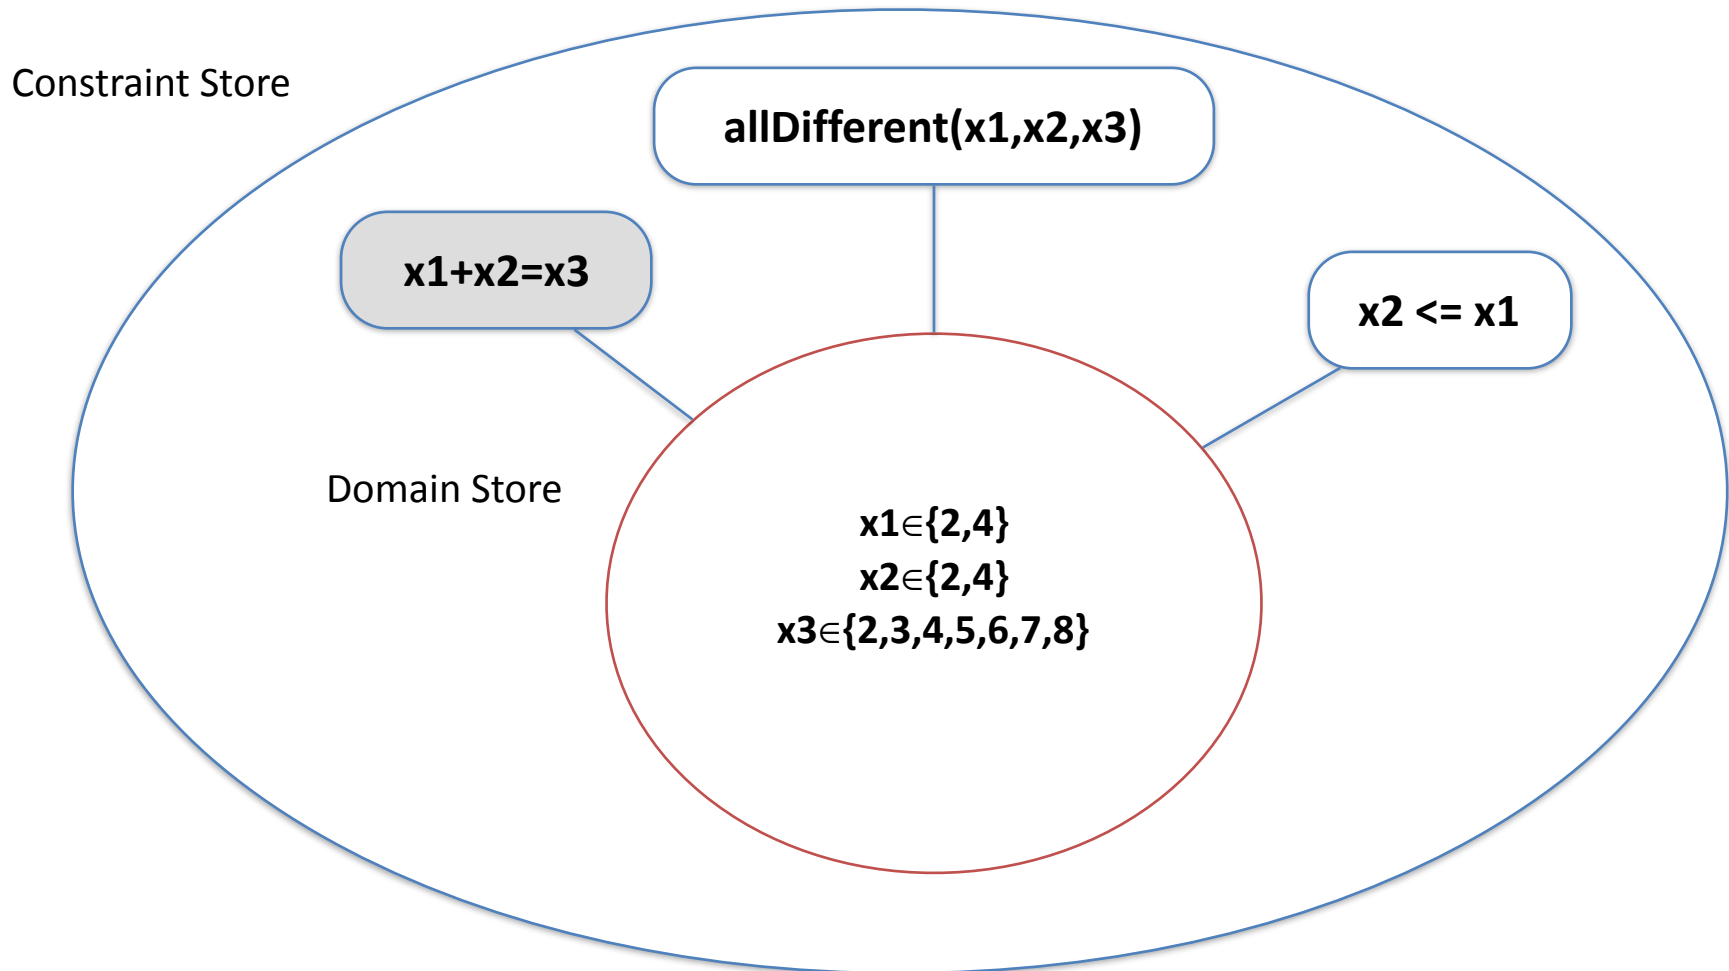 Constraint Store
allDifferent(x1,x2,x3)
x1+x2=x3
x2 <= x1
Domain Store
x1∈{2,4}
x2∈{2,4}
x3∈{2,3,4,5,6,7,8}